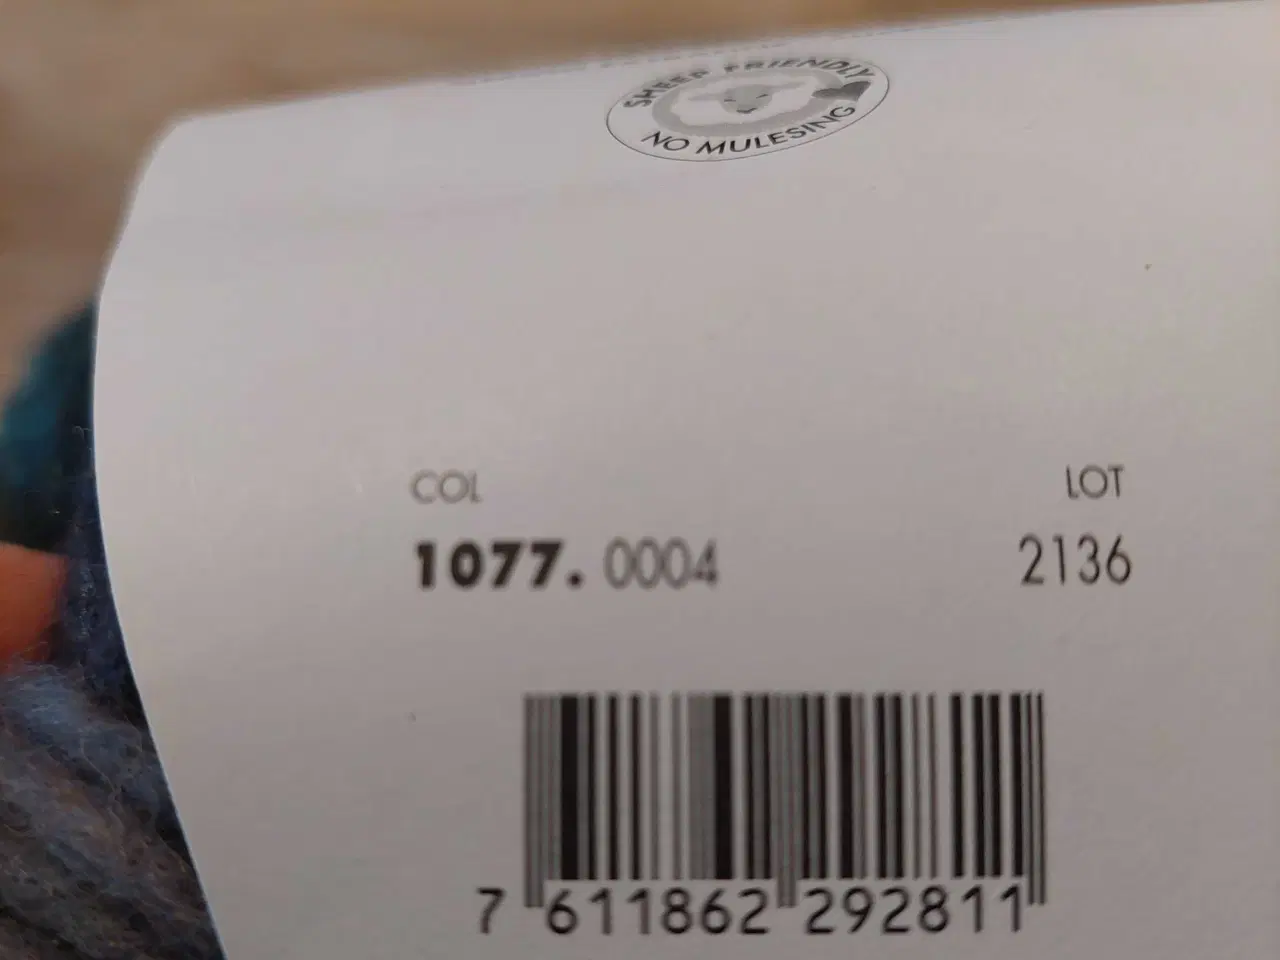 SHEEP FRIENDLY
NO MULESING
COL
LOT
1077. 0004
2136
7 611862 292811